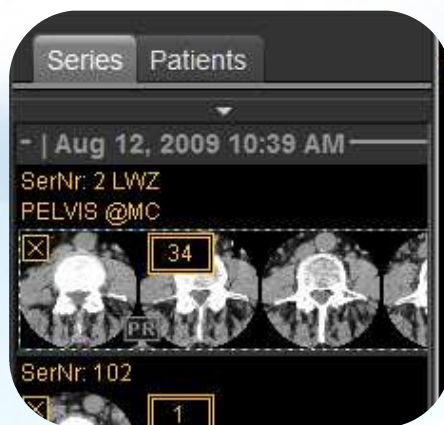 Series Patients
- | Aug 12, 2009 10:39 AM
SerNr: 2 LWZ
PELVIS @MC
34
PR
SerNr: 102
1